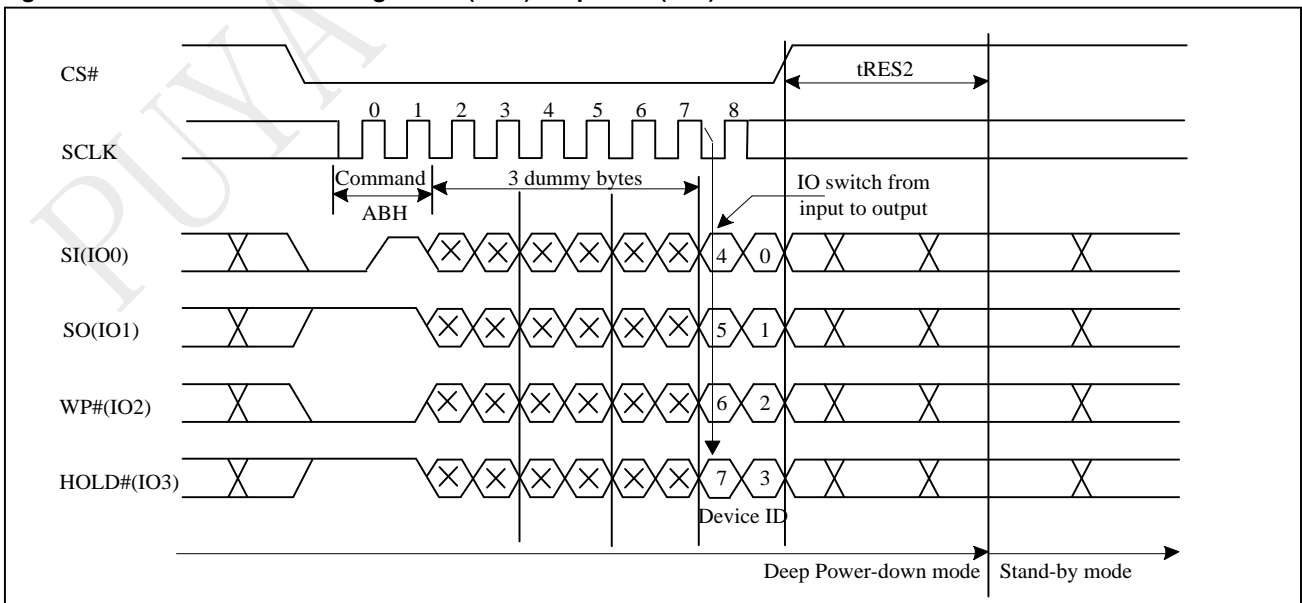 PUYA
CS#
tRES2
0 1 2 3 4 5 6 7 8
SCLK
Command
3 dummy bytes
IO switch from
input to output
ABH
SI(IO0)
4 0
SO(IO1)
5 1
WP#(IO2)
6 2
HOLD#(IO3)
7 3
Device ID
Deep Power-down mode
Stand-by mode